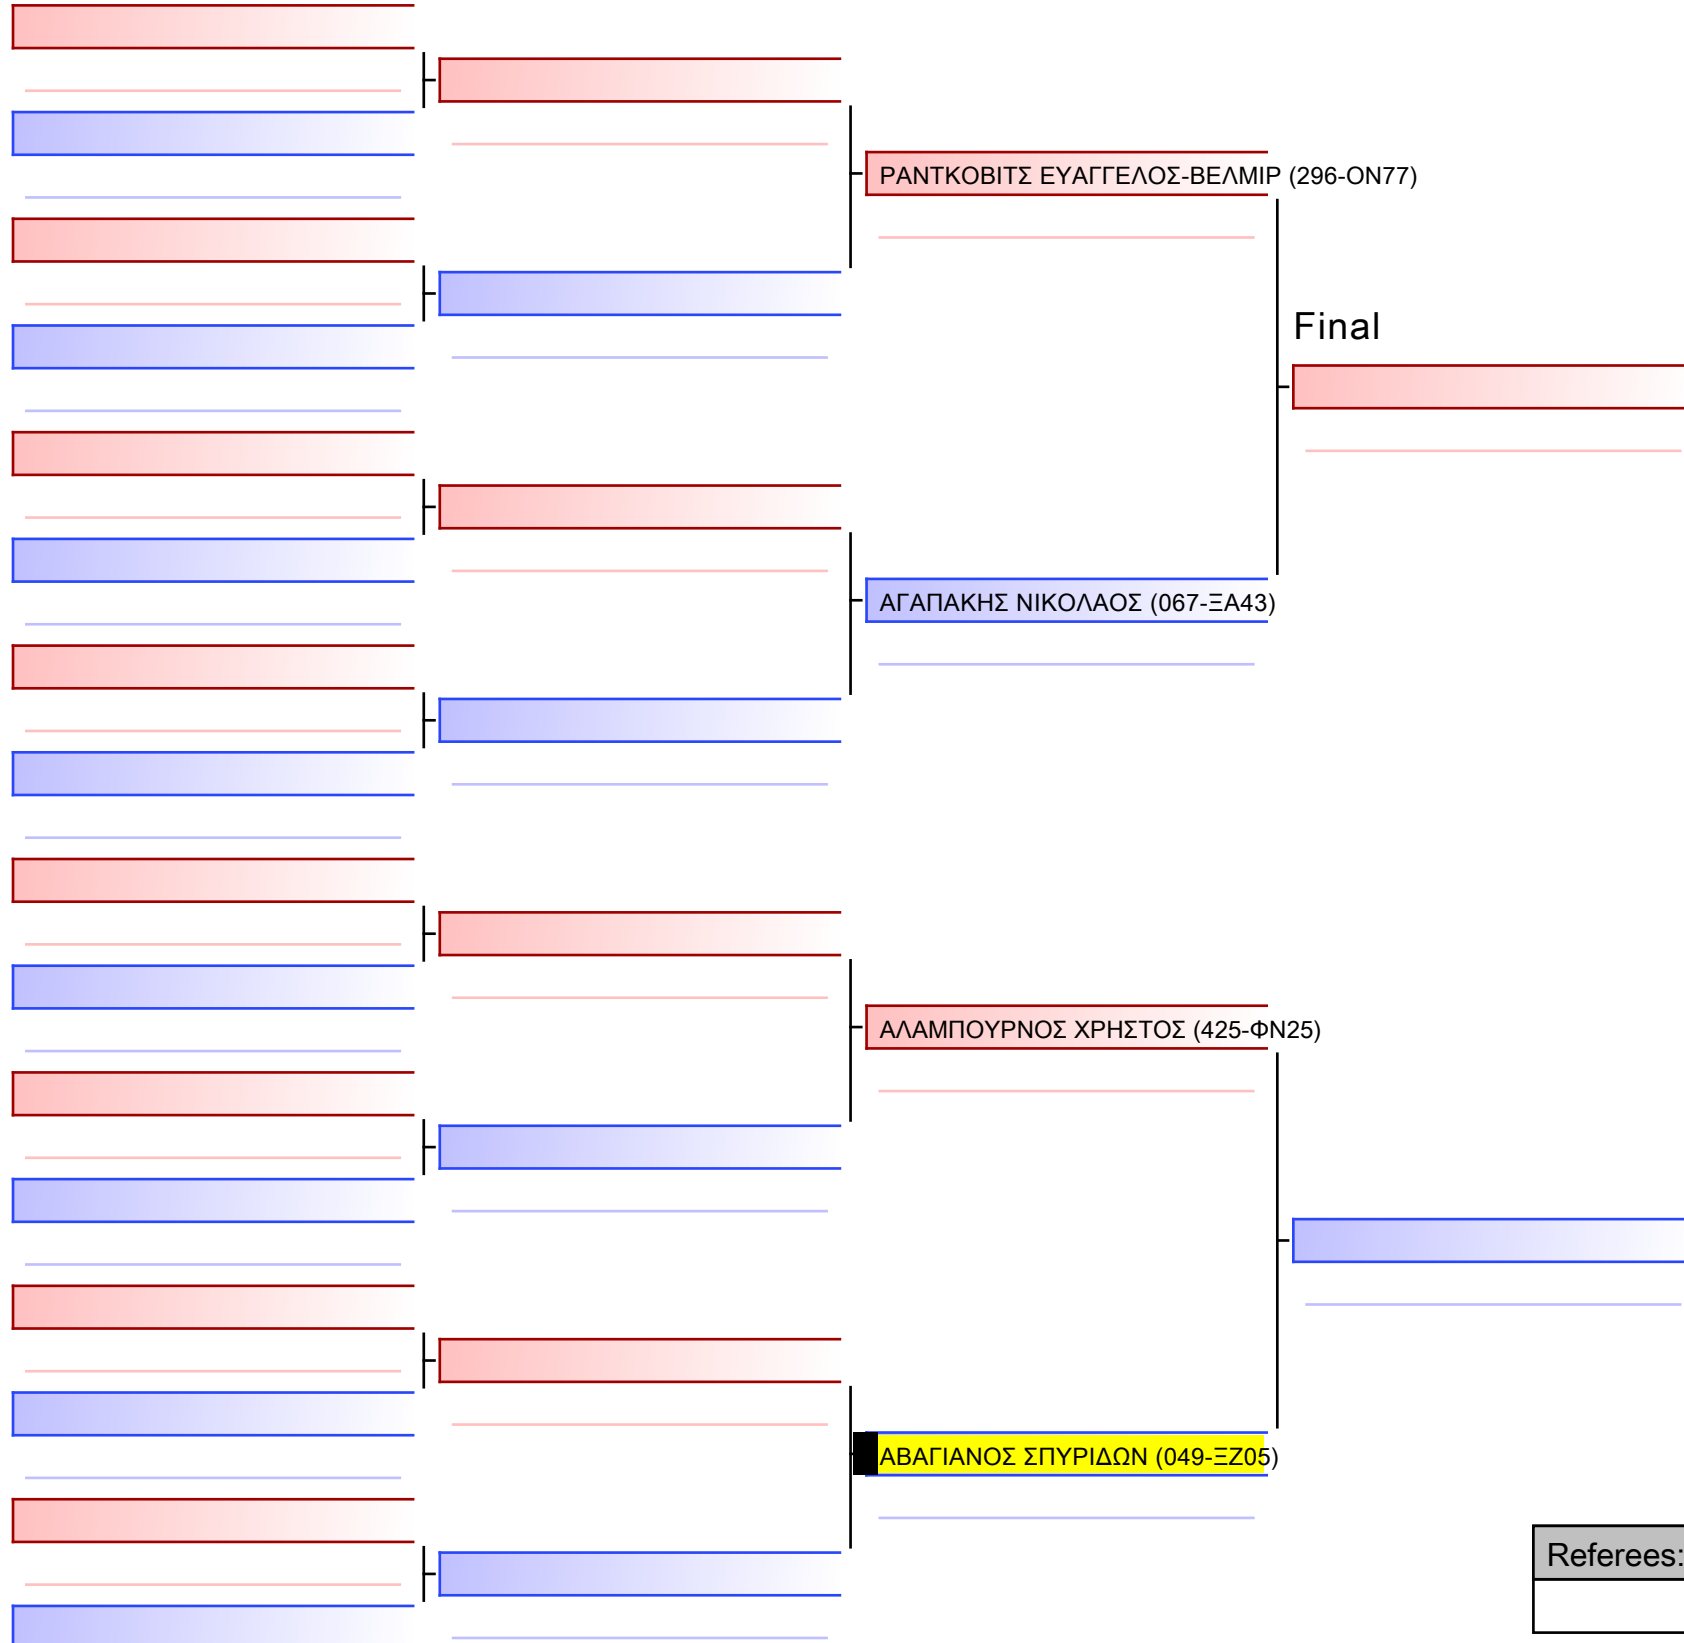 ΡΑΝΤΚΟΒΙΤΣ ΕΥΑΓΓΕΛΟΣ-ΒΕΛΜΙΡ (296-ΟΝ77)
Final
ΑΓΑΠΑΚΗΣ ΝΙΚΟΛΑΟΣ (067-ΞΑ43)
ΑΛΑΜΠΟΥΡΝΟΣ ΧΡΗΣΤΟΣ (425-ΦΝ25)
ΑΒΑΓΙΑΝΟΣ ΣΠΥΡΙΔΩΝ (049-ΞΖ05)
Referees: